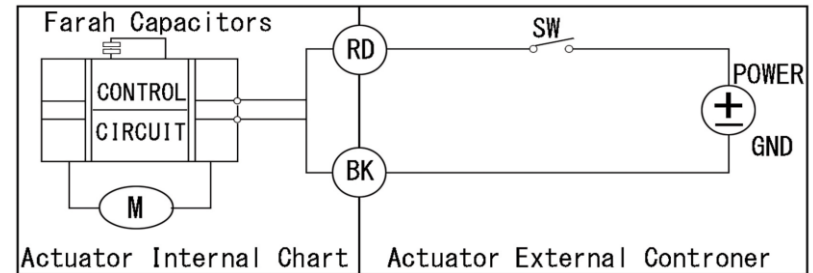 Farah Capacitors
SW
RD
POWER
CONTROL
CIRCUIT
GND
BK
M
Actuator Internal Chart
Actuator External Controner